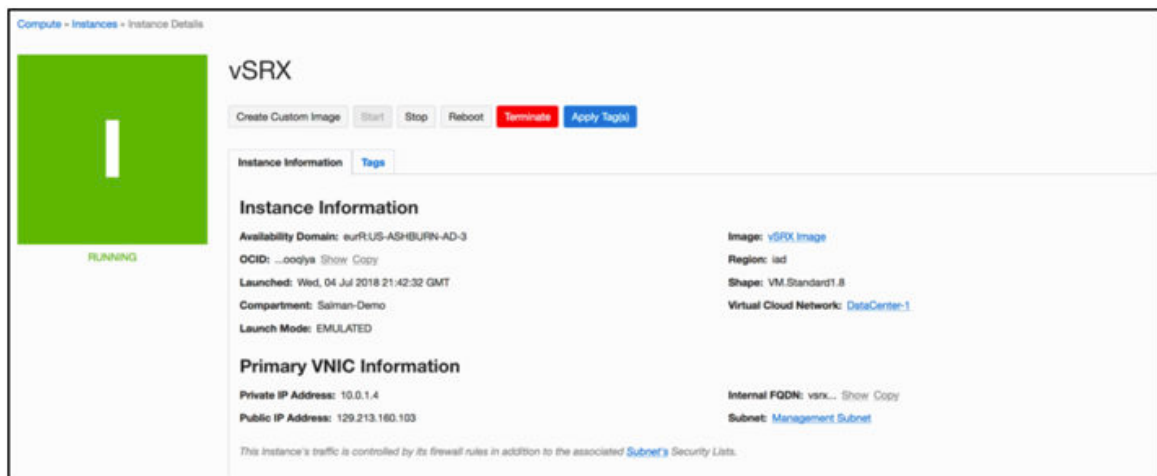 Compute » Instances » Instance Details
vSRX
Create Custom Image Start Stop Reboot Terminate Apply Tag(s)
Instance Information Tags
RUNNING
Instance Information
Availability Domain: eurR:US-ASHBURN-AD-3 Image: vSRX Image
OCID: ...ooqlya Show Copy Region: iad
Launched: Wed, 04 Jul 2018 21:42:32 GMT Shape: VM.Standard1.8
Compartment: Salman-Demo Virtual Cloud Network: DataCenter-1
Launch Mode: EMULATED
Primary VNIC Information
Private IP Address: 10.0.1.4 Internal FQDN: vsrx... Show Copy
Public IP Address: 129.213.160.103 Subnet: Management Subnet
This Instance's traffic is controlled by its firewall rules in addition to the associated Subnet's Security Lists.